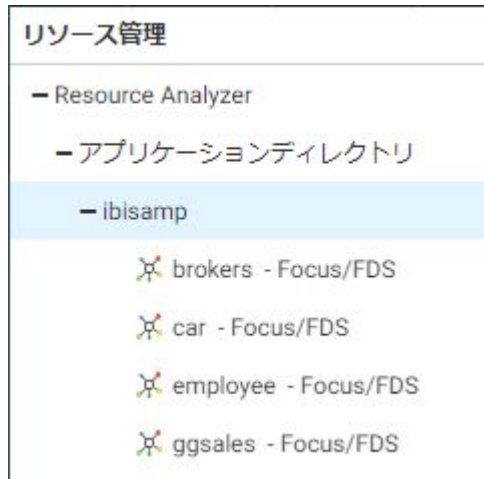 リソース管理
Resource Analyzer
アプリケーションディレクトリ
ibisamp
brokers - Focus/FDS
car - Focus/FDS
employee - Focus/FDS
ggsales - Focus/FDS